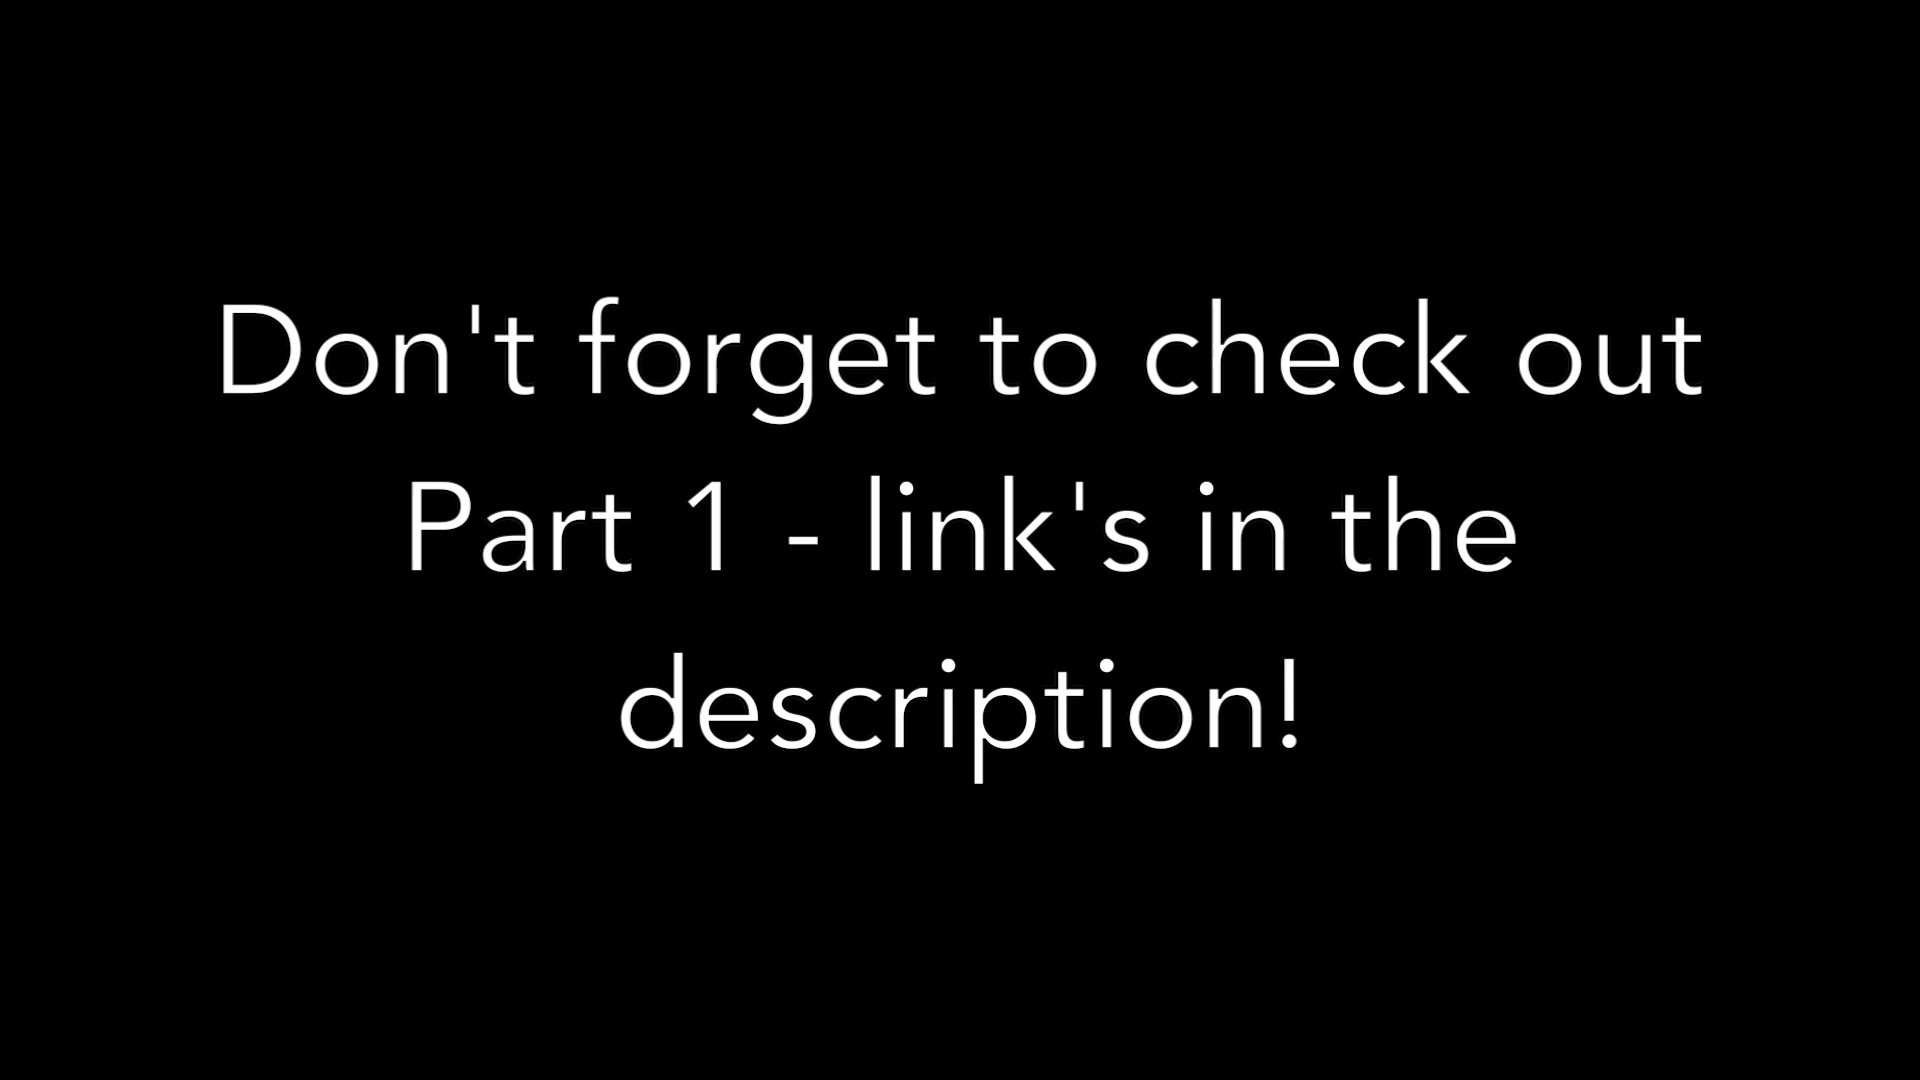 Don't forget to check out
Part 1 - link's in the
description!